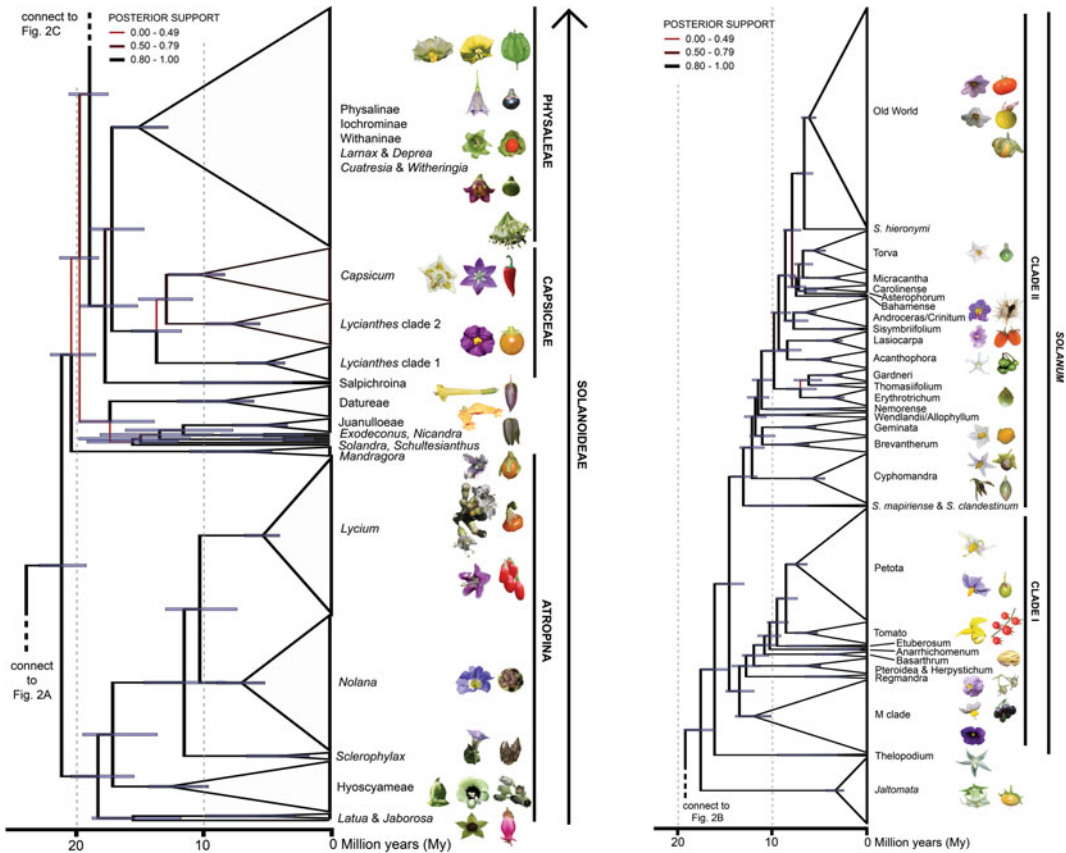 connect to
Fig. 2C
POSTERIOR SUPPORT
0.00 - 0.49
0.50 - 0.79
0.80 - 1.00
Physalinae
Iochrominae
Withaninae
Larnax & Deprea
Cuatresia & Witheringia
PHYSALEAE
Capsicum
Lycianthes clade 2
Lycianthes clade 1
CAPSICEAE
Salpichroina
Datureae
Juanulloeae
Exodeconus, Nicandra
Solandra, Schultesianthus
Mandragora
Lycium
Nolana
Sclerophylax
Hyoscyameae
Latua & Jaborosa
ATROPINA
SOLANOIDEAE
connect
to
Fig. 2A
20
10
0 Million years (My)
POSTERIOR SUPPORT
0.00 - 0.49
0.50 - 0.79
0.80 - 1.00
Old World
S. hieronymi
Torva
Micracantha
Carolinense
Asterophorum
Bahamense
Androceras/Crinitum
Sisymbriifolium
Lasiocarpa
Acanthophora
Gardneri
Thomasiifolium
Erythrotrichum
Nemorense
Wendlandii/Allophyllum
Geminata
Brevantherum
Cyphomandra
S. mapiriense & S. clandestinum
CLADE II
Petota
Tomato
Etuberosum
Anarrhichomenum
Basarthrum
Pteroidea & Herpystichum
Regmandra
M clade
Thelopodium
CLADE I
SOLANUM
Jaltomata
connect to
Fig. 2B
20
10
0 Million years (My)